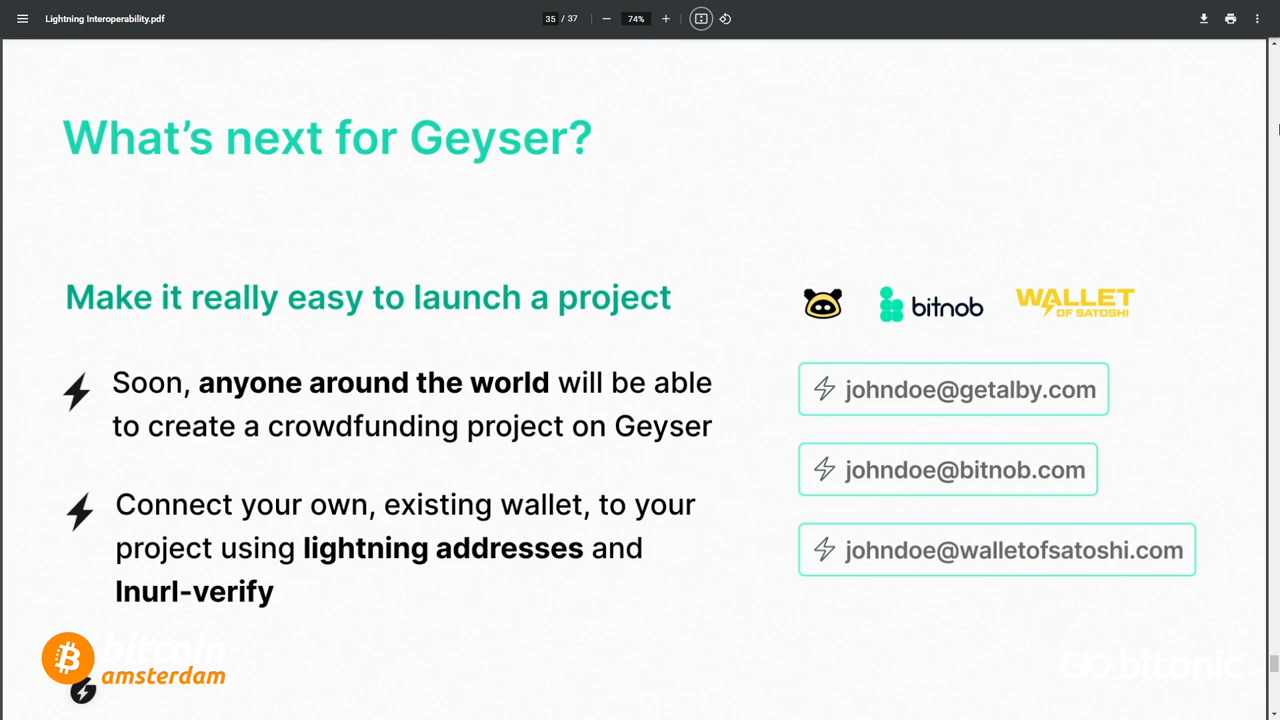 Lightning Interoperability.pdf
35 / 37
74%
What's next for Geyser?
Make it really easy to launch a project
bitnob
WALLET
OF SATOSHI
Soon, anyone around the world will be able
to create a crowdfunding project on Geyser
johndoe@getalby.com
johndoe@bitnob.com
Connect your own, existing wallet, to your
project using lightning addresses and
lnurl-verify
johndoe@walletofsatoshi.com
bitcoin
amsterdam
bitonic